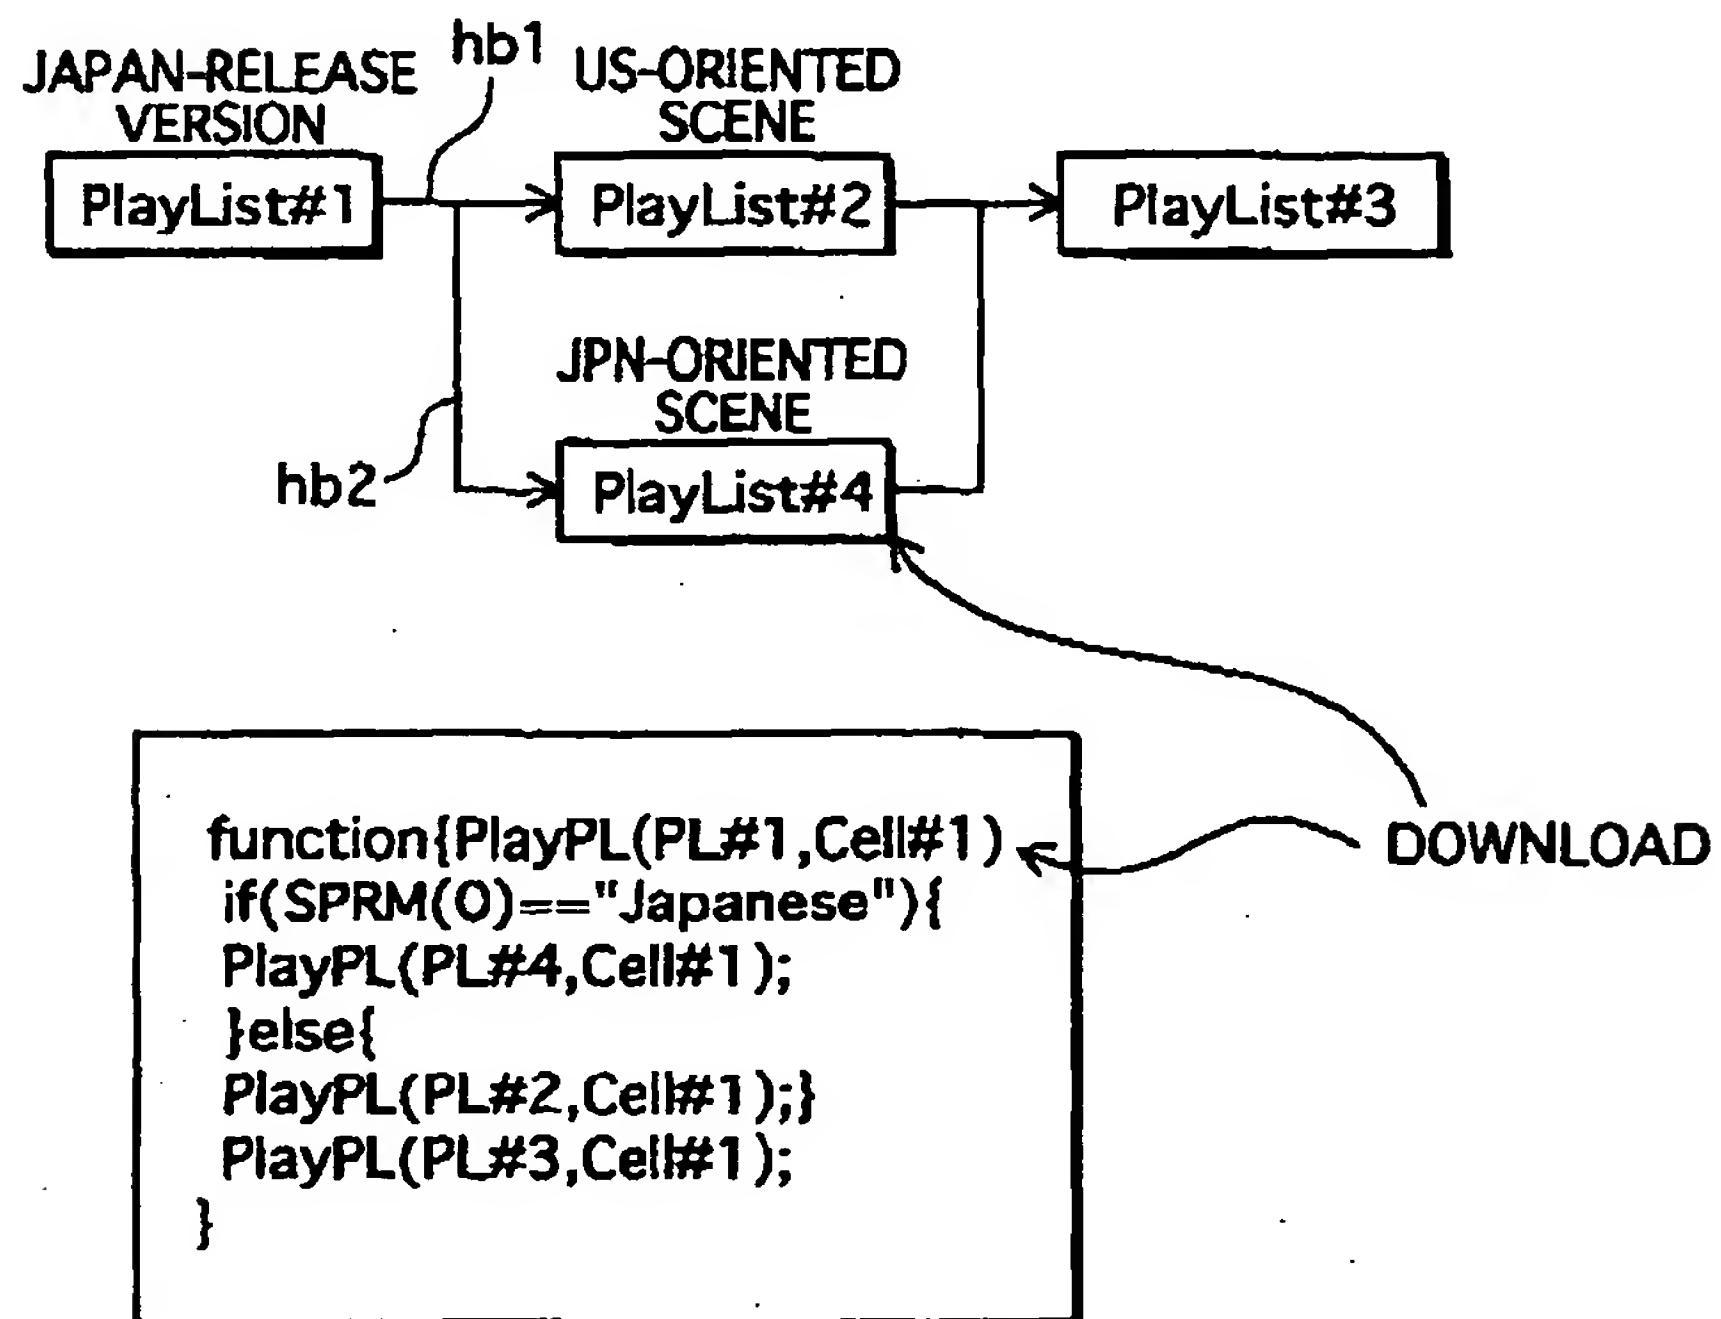 hb1
JAPAN-RELEASE
VERSION
US-ORIENTED
SCENE
PlayList#1
PlayList#2
PlayList#3
JPN-ORIENTED
SCENE
hb2
PlayList#4
function{PlayPL(PL#1,Cell#1)
if(SPRM(0)=="Japanese"){
PlayPL(PL#4,Cell#1);
}else{
PlayPL(PL#2,Cell#1);}
PlayPL(PL#3,Cell#1);
}
DOWNLOAD